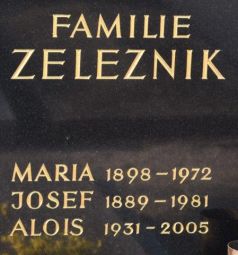 FAMILIE
ZELEZNIK
MARIA 1898-1972
JOSEF 1889-1981
ALOIS 1931-2005